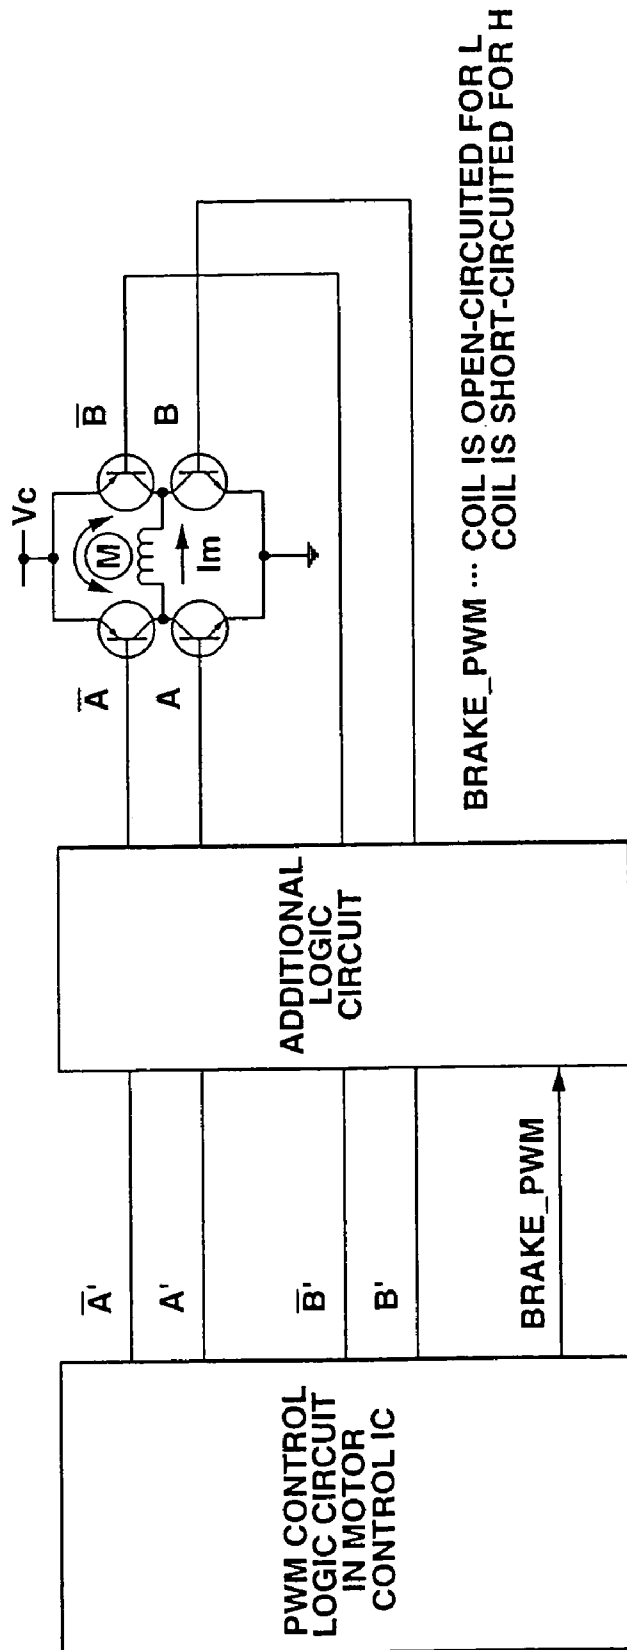 PWM CONTROL
LOGIC CIRCUIT
IN MOTOR
CONTROL IC
A̅'
A'
B̅'
B'
BRAKE_PWM
ADDITIONAL
LOGIC
CIRCUIT
A̅
A
Vc
M
Im
B̅
B
BRAKE_PWM ··· COIL IS OPEN-CIRCUITED FOR L
COIL IS SHORT-CIRCUITED FOR H